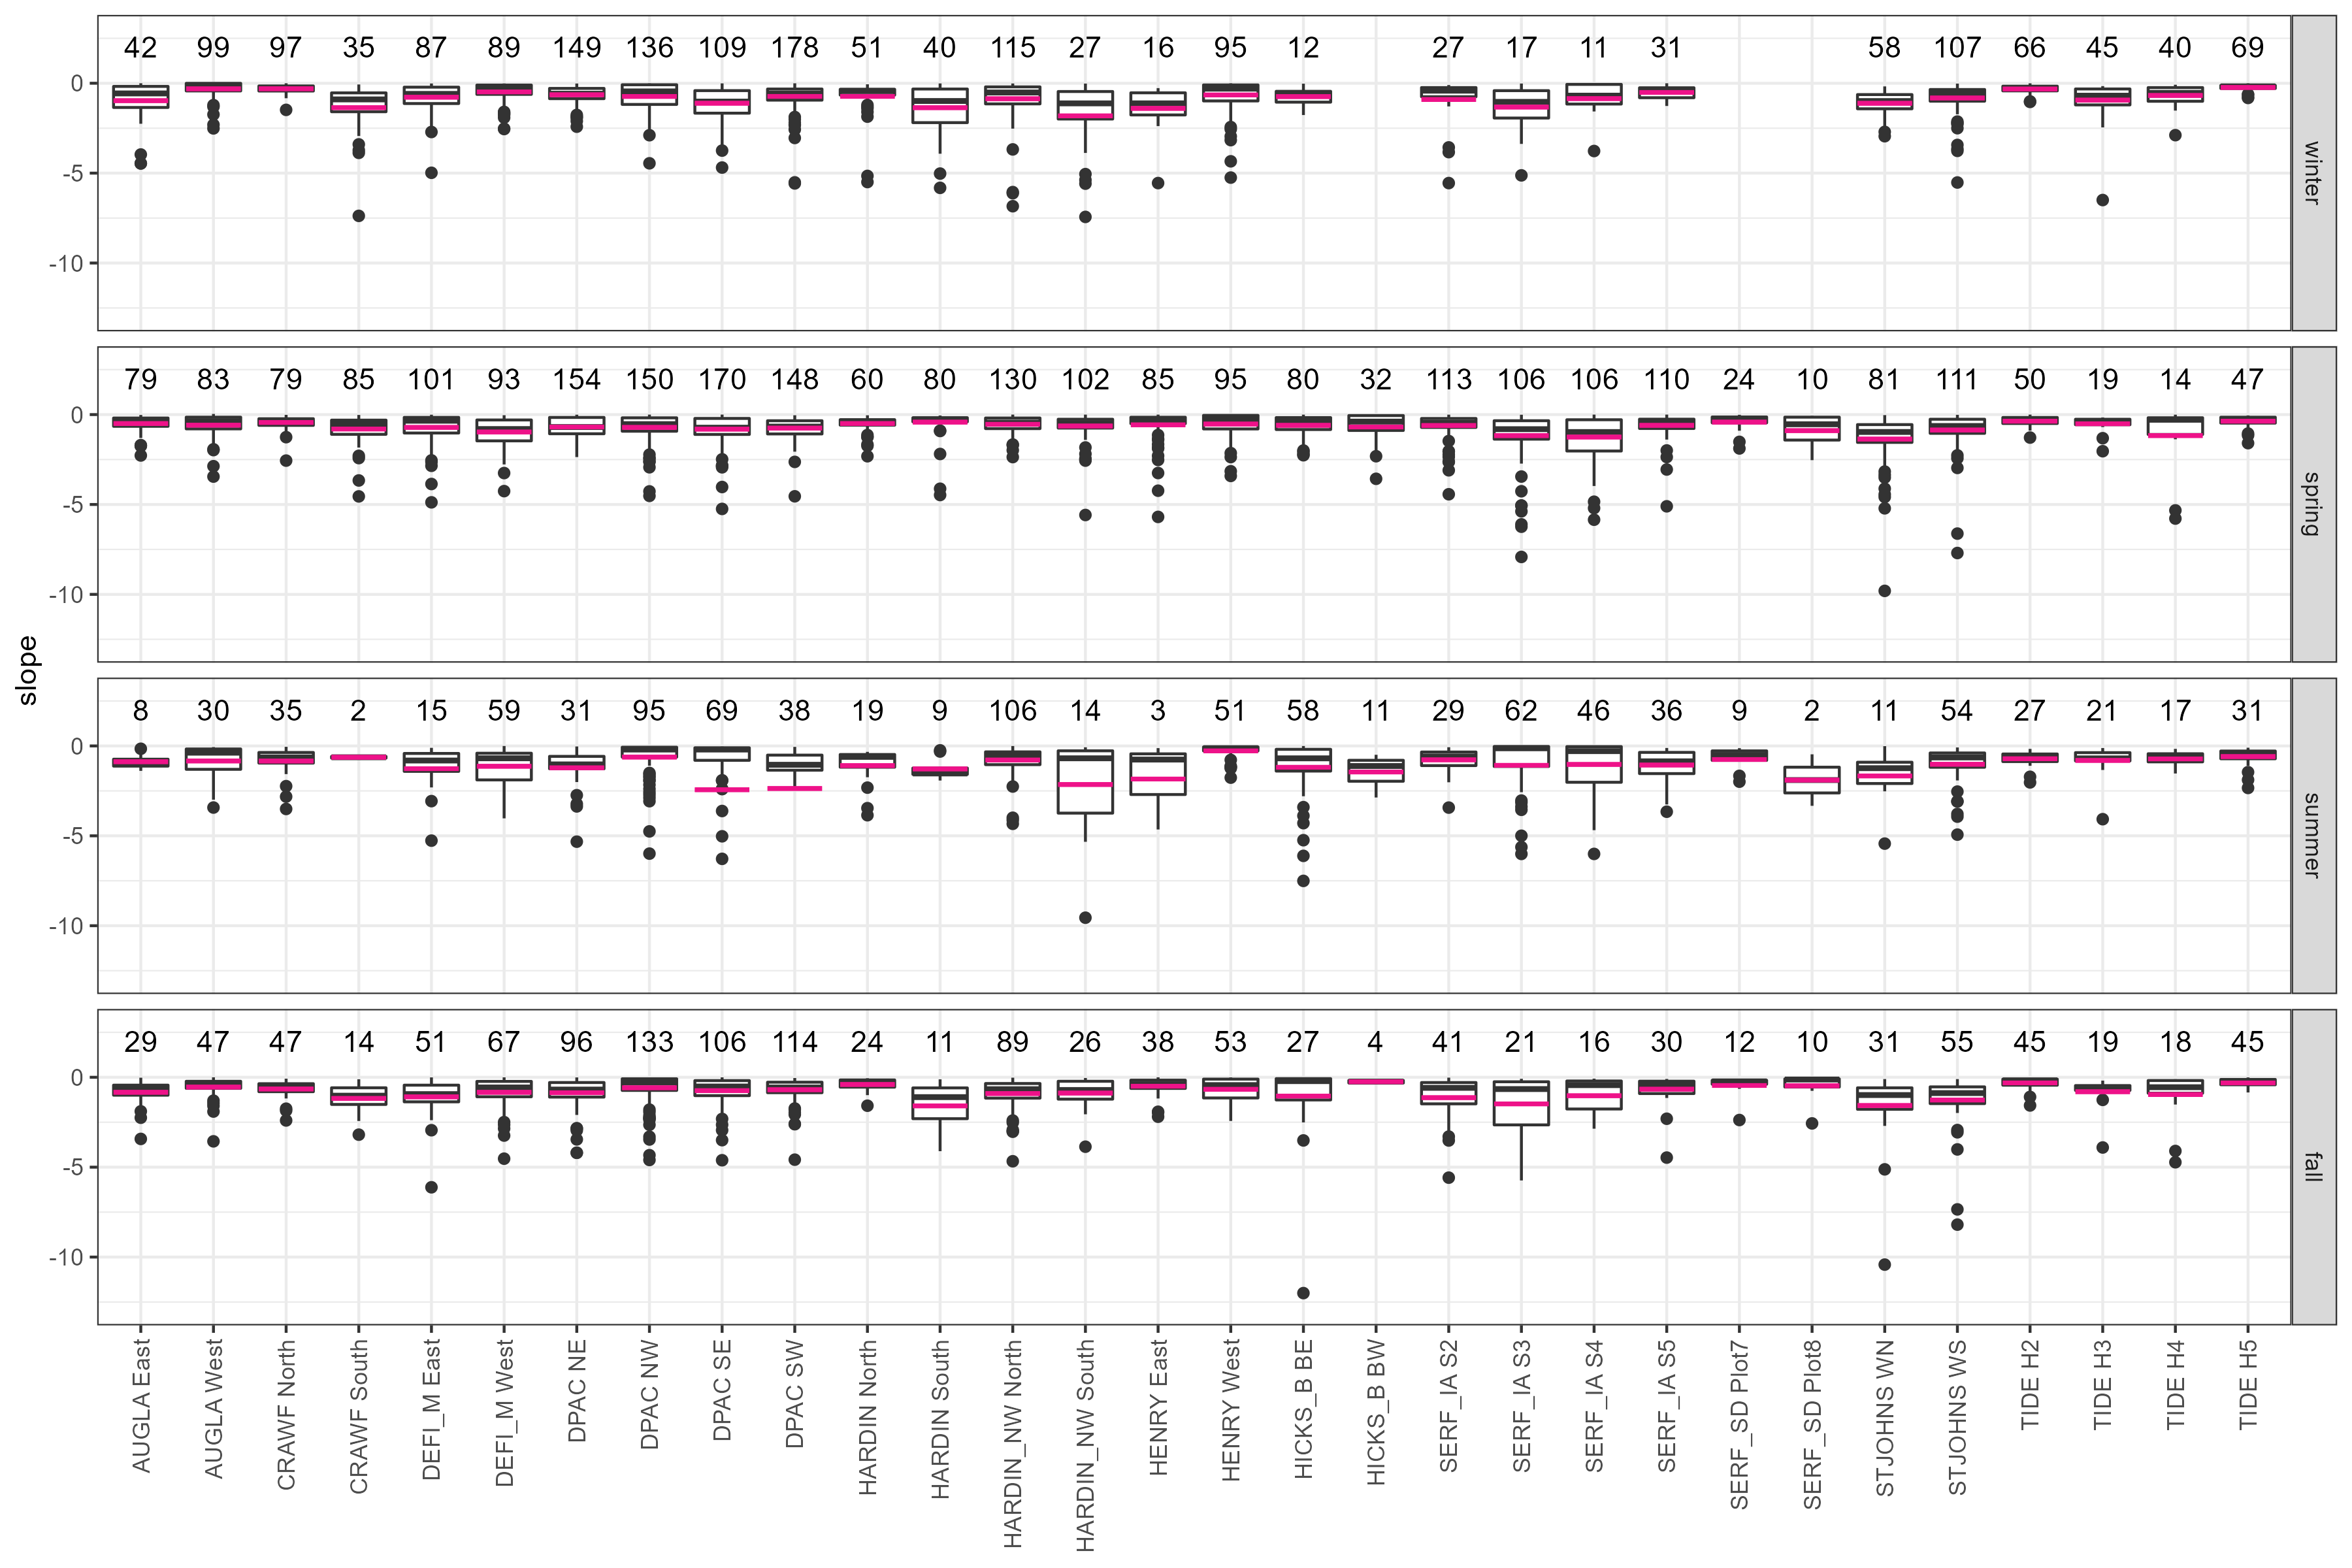 42 99 97 35 87 89 149 136 109 178 51 40 115 27 16 95 12 27 17 11 31 58 107 66 45 40 69
0
-5
-10
winter
79 83 79 85 101 93 154 150 170 148 60 80 130 102 85 95 80 32 113 106 106 110 24 10 81 111 50 19 14 47
0
-5
-10
spring
slope
8 30 35 2 15 59 31 95 69 38 19 9 106 14 3 51 58 11 29 62 46 36 9 2 11 54 27 21 17 31
0
-5
-10
summer
29 47 47 14 51 67 96 133 106 114 24 11 89 26 38 53 27 4 41 21 16 30 12 10 31 55 45 19 18 45
0
-5
-10
fall
AUGLA East
AUGLA West
CRAWF North
CRAWF South
DEFI_M East
DEFI_M West
DPAC NE
DPAC NW
DPAC SE
DPAC SW
HARDIN North
HARDIN South
HARDIN_NW North
HARDIN_NW South
HENRY East
HENRY West
HICKS_B BE
HICKS_B BW
SERF_IA S2
SERF_IA S3
SERF_IA S4
SERF_IA S5
SERF_SD Plot7
SERF_SD Plot8
STJOHNS WN
STJOHNS WS
TIDE H2
TIDE H3
TIDE H4
TIDE H5